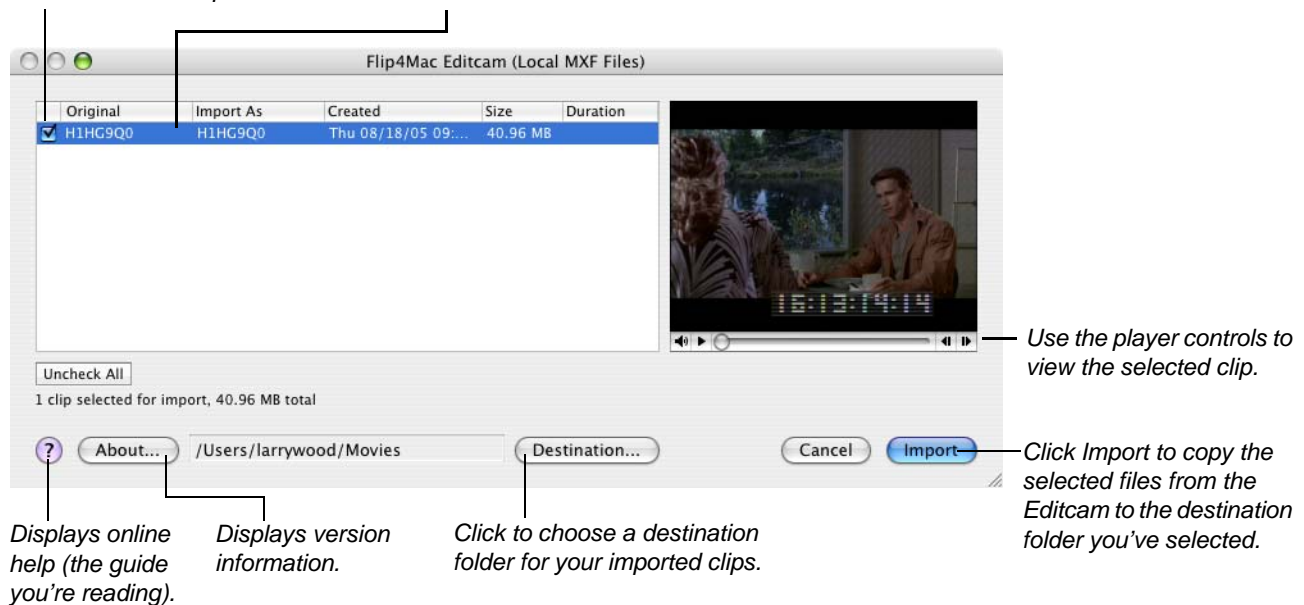 Flip4Mac Editcam (Local MXF Files)
Original Import As Created Size Duration
H1HG9Q0 H1HG9Q0 Thu 08/18/05 09:... 40.96 MB
16:13:14:14
Use the player controls to
view the selected clip.
Uncheck All
1 clip selected for import, 40.96 MB total
? About... /Users/larrywood/Movies Destination... Cancel Import
Click Import to copy the
selected files from the
Editcam to the destination
folder you've selected.
Displays online
help (the guide
you're reading).
Displays version
information.
Click to choose a destination
folder for your imported clips.